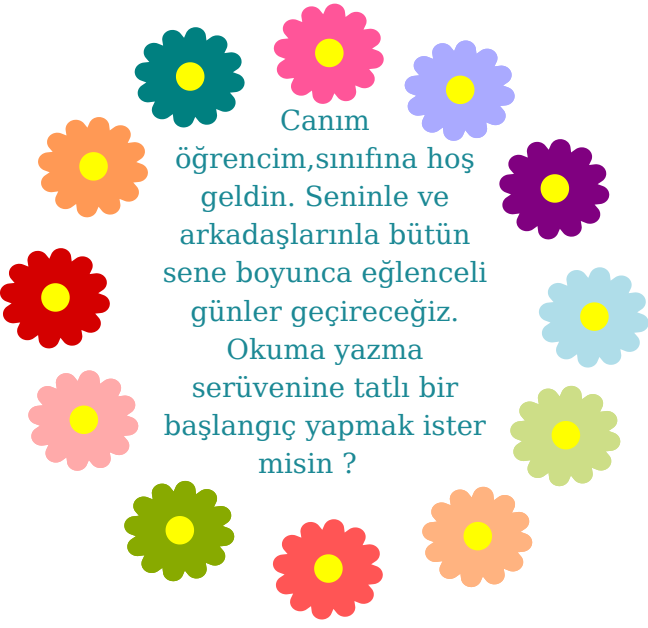 Canım
öğrencim,sınıfına hoş
geldin. Seninle ve
arkadaşlarınla bütün
sene boyunca eğlenceli
günler geçireceğiz.
Okuma yazma
serüvenine tatlı bir
başlangıç yapmak ister
misin ?